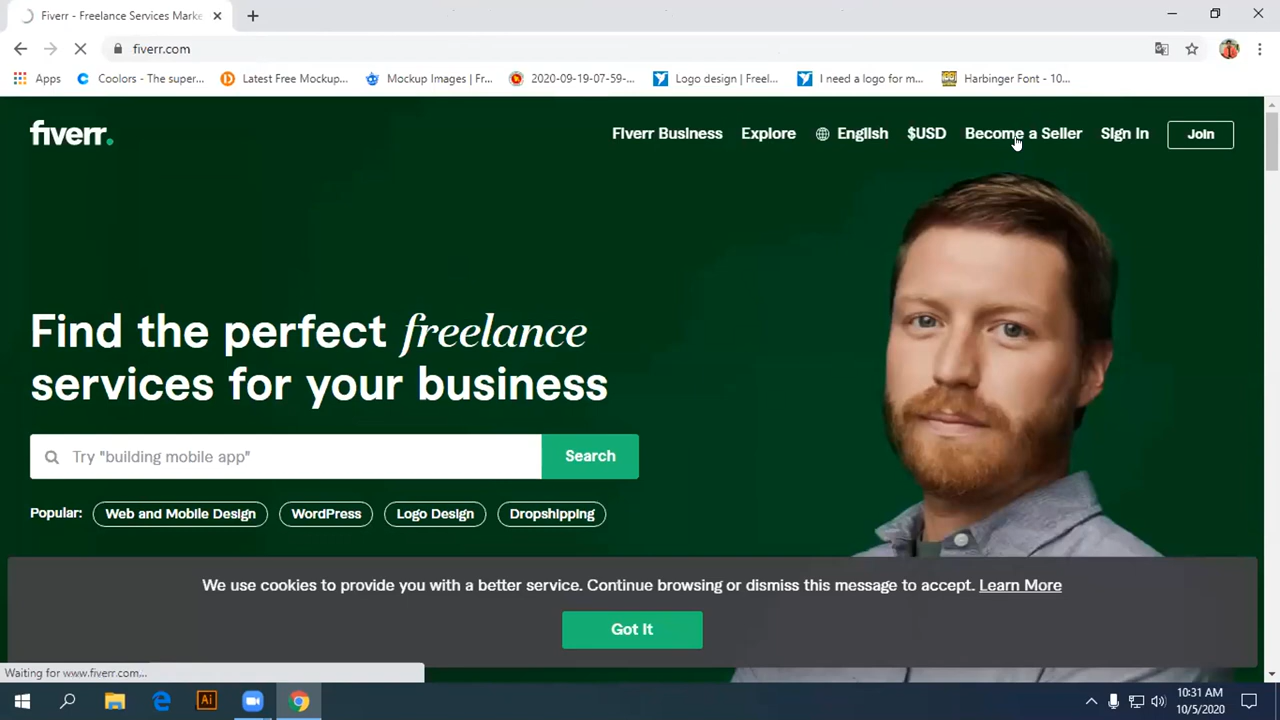 Fiverr - Freelance Services Marke
fiverr.com
Apps
Coolors - The super...
Latest Free Mockup...
Mockup Images | Fr...
2020-09-19-07-59-...
Logo design | Freel...
I need a logo for m...
Harbinger Font - 10...
fiverr.
Fiverr Business
Explore
English
$USD
Become a Seller
Sign In
Join
Find the perfect freelance
services for your business
Try "building mobile app"
Search
Popular:
Web and Mobile Design
WordPress
Logo Design
Dropshipping
We use cookies to provide you with a better service. Continue browsing or dismiss this message to accept. Learn More
Got It
Waiting for www.fiverr.com...
Ai
10:31 AM
10/5/2020